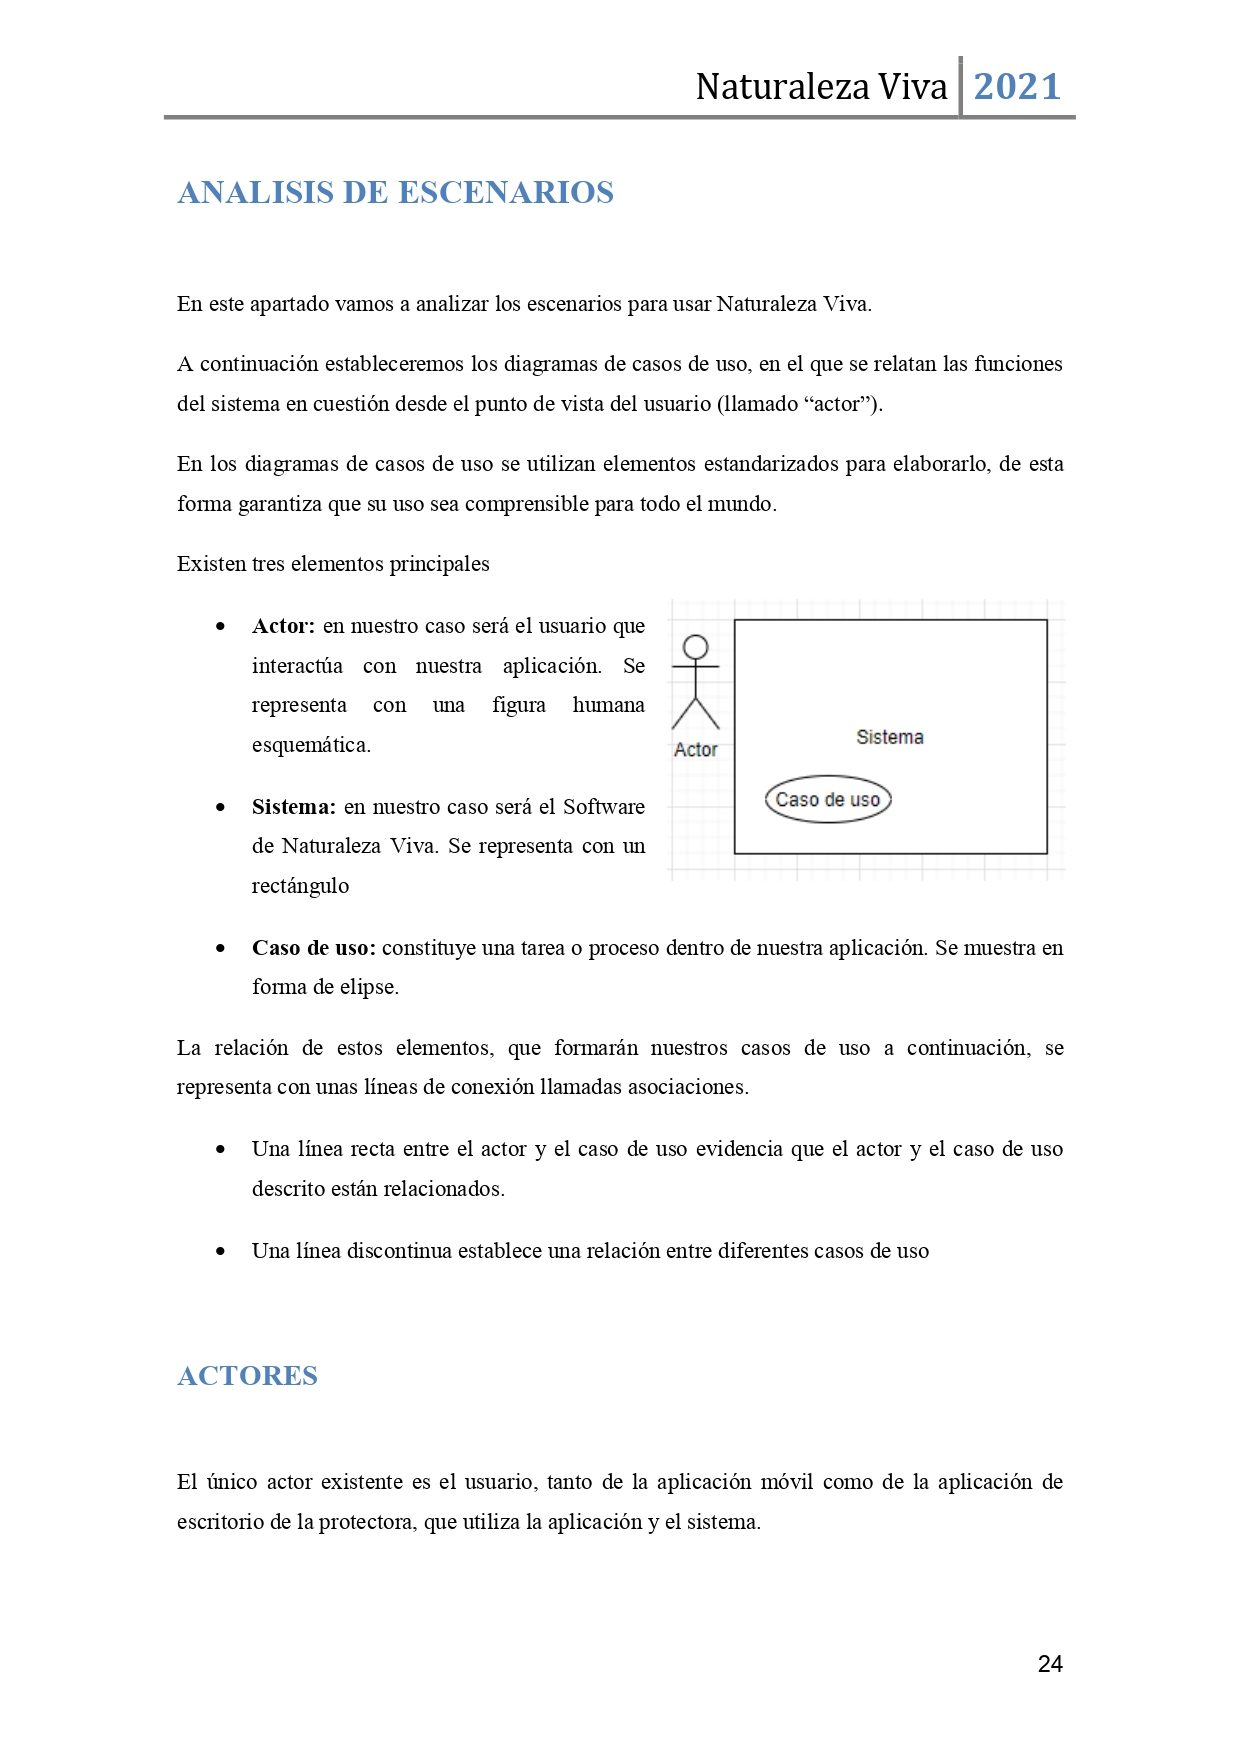 Naturaleza Viva 2021
ANALISIS DE ESCENARIOS
En este apartado vamos a analizar los escenarios para usar Naturaleza Viva.
A continuación estableceremos los diagramas de casos de uso, en el que se relatan las funciones
del sistema en cuestión desde el punto de vista del usuario (llamado “actor”).
En los diagramas de casos de uso se utilizan elementos estandarizados para elaborarlo, de esta
forma garantiza que su uso sea comprensible para todo el mundo.
Existen tres elementos principales
• Actor: en nuestro caso será el usuario que
interactúa con nuestra aplicación. Se
representa con una figura humana
esquemática.
• Sistema: en nuestro caso será el Software
de Naturaleza Viva. Se representa con un
rectángulo
Actor
Sistema
Caso de uso
• Caso de uso: constituye una tarea o proceso dentro de nuestra aplicación. Se muestra en
forma de elipse.
La relación de estos elementos, que formarán nuestros casos de uso a continuación, se
representa con unas líneas de conexión llamadas asociaciones.
• Una línea recta entre el actor y el caso de uso evidencia que el actor y el caso de uso
descrito están relacionados.
• Una línea discontinua establece una relación entre diferentes casos de uso
ACTORES
El único actor existente es el usuario, tanto de la aplicación móvil como de la aplicación de
escritorio de la protectora, que utiliza la aplicación y el sistema.
24